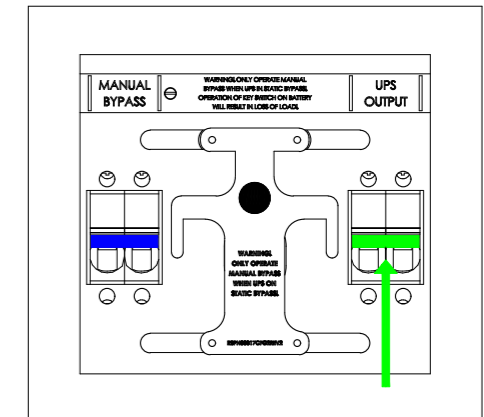 MANUAL
BYPASS
WARNING!, ONLY OPERATE MANUAL
BYPASS WHEN UPS IN STATIC BYPASS!,
OPERATION OF KEY SWITCH ON BATTERY
WILL RESULT IN LOSS OF LOAD!,
UPS
OUTPUT
WARNING!,
ONLY OPERATE
MANUAL BYPASS
WHEN UPS ON
STATIC BYPASS!,